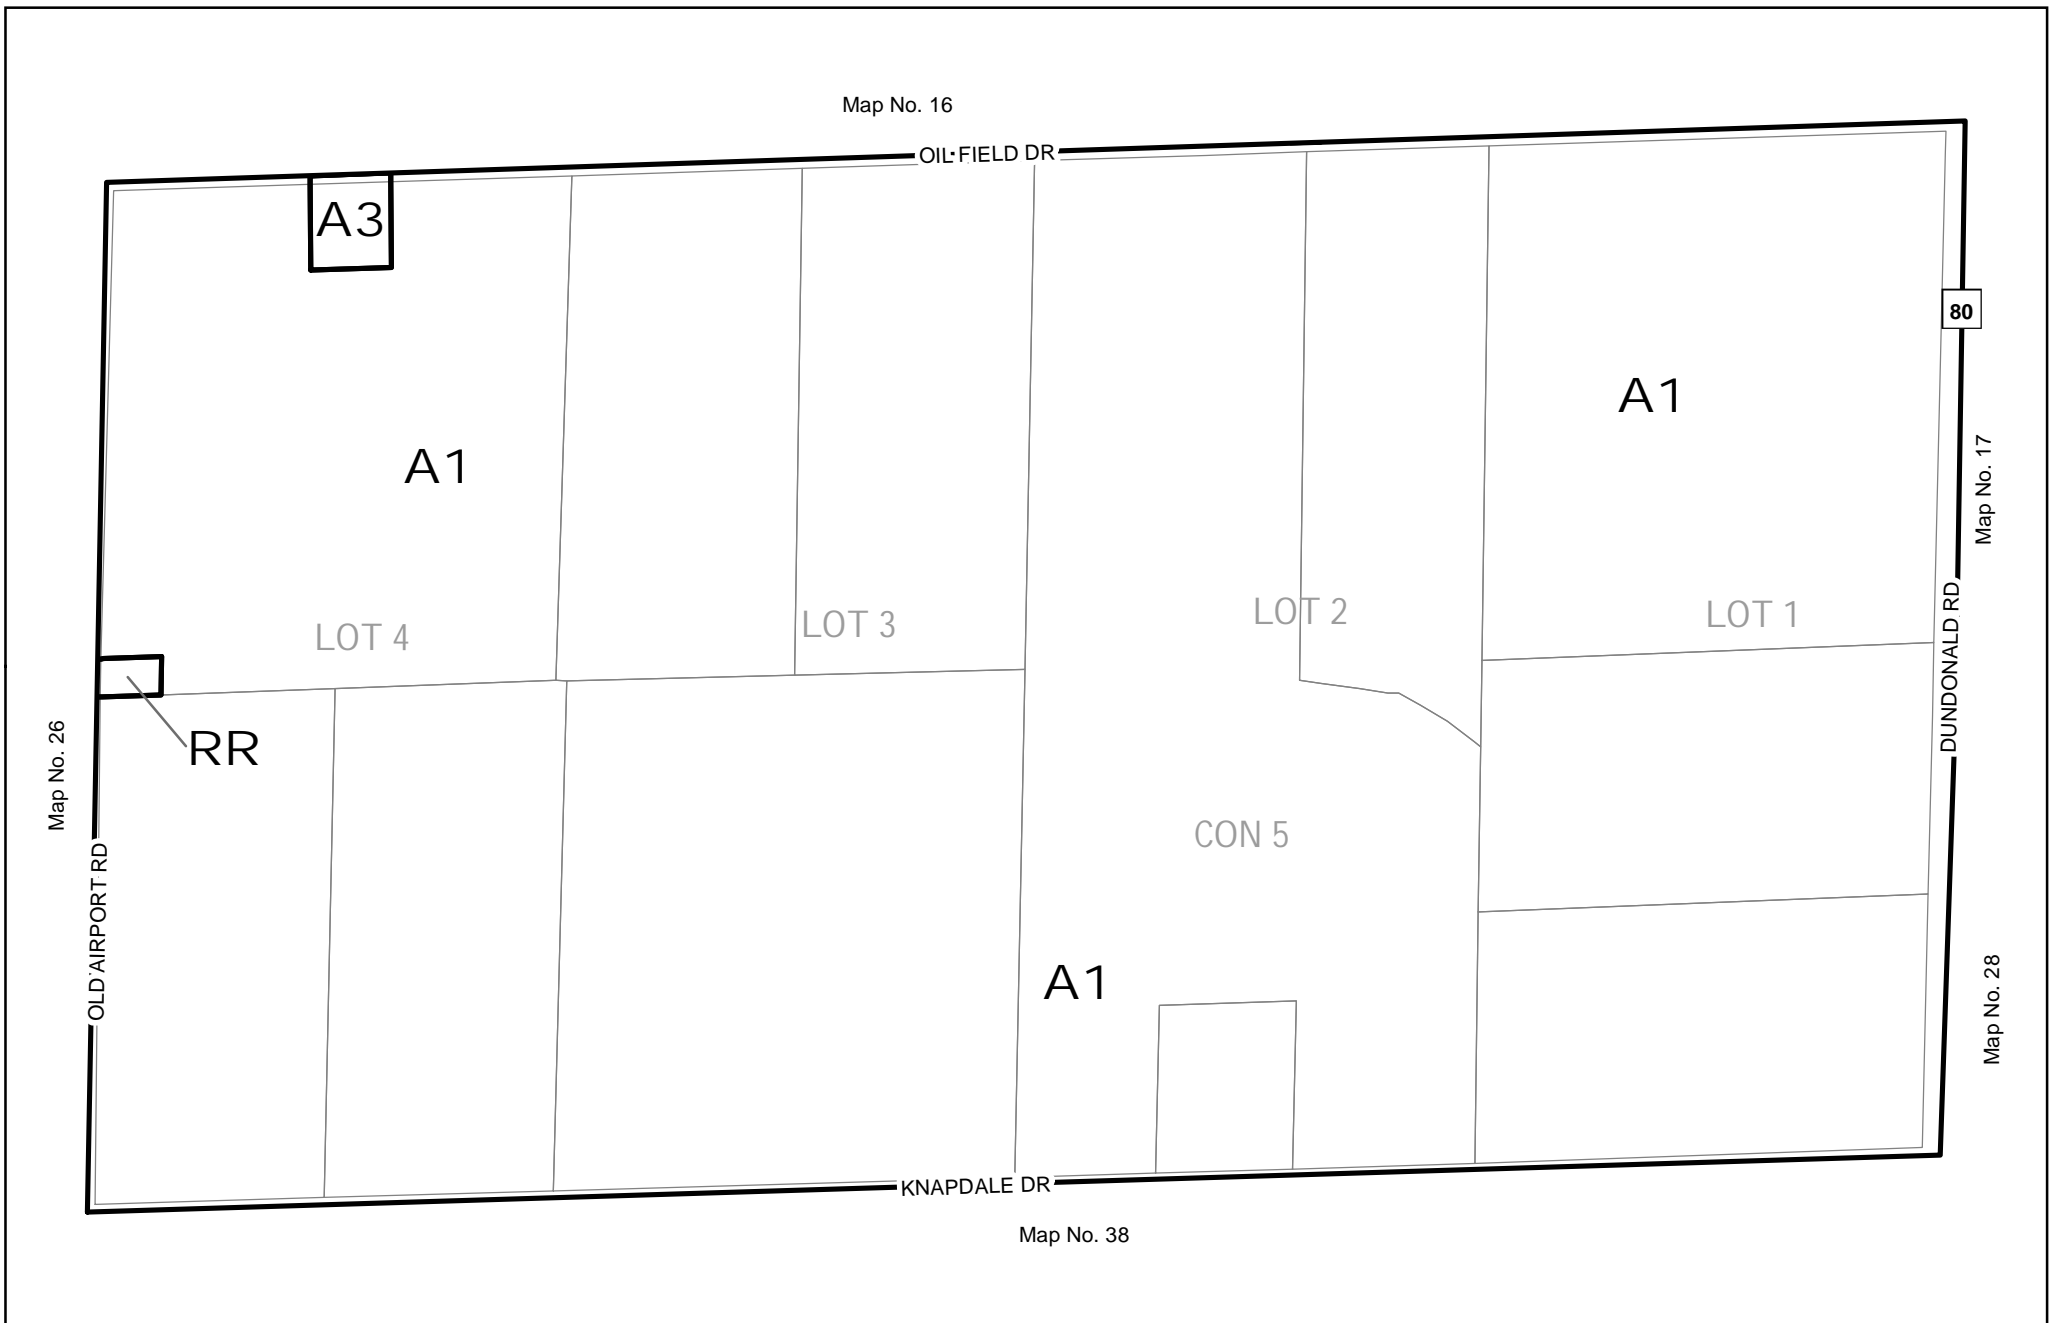 Map No. 16
OIL FIELD DR
A3
80
A1
A1
Map No. 17
LOT 4
LOT 3
LOT 2
LOT 1
DUNDONALD RD
RR
Map No. 26
CON 5
OLD AIRPORT RD
A1
Map No. 28
KNAPDALE DR
Map No. 38